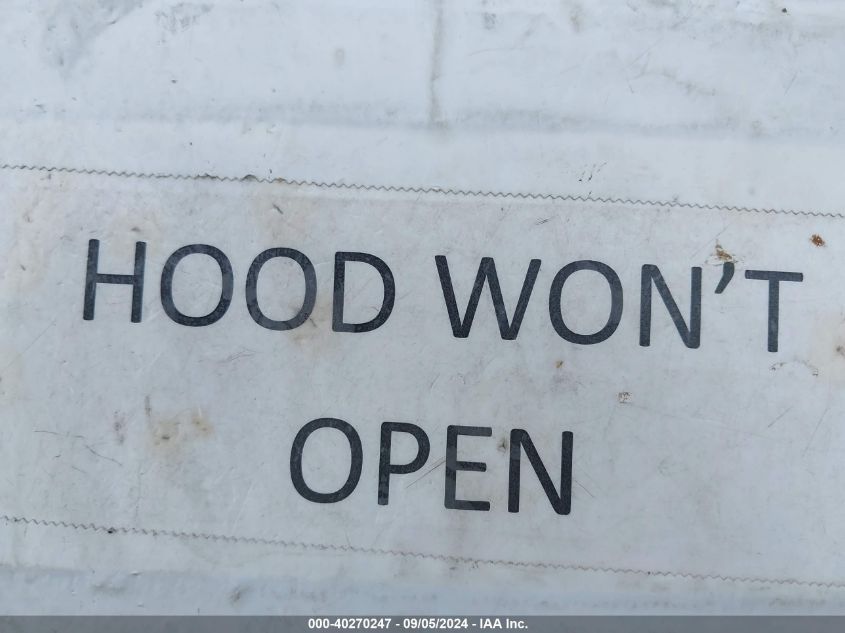 HOOD WON'T
OPEN
000-40270247 - 09/05/2024 - IAA Inc.